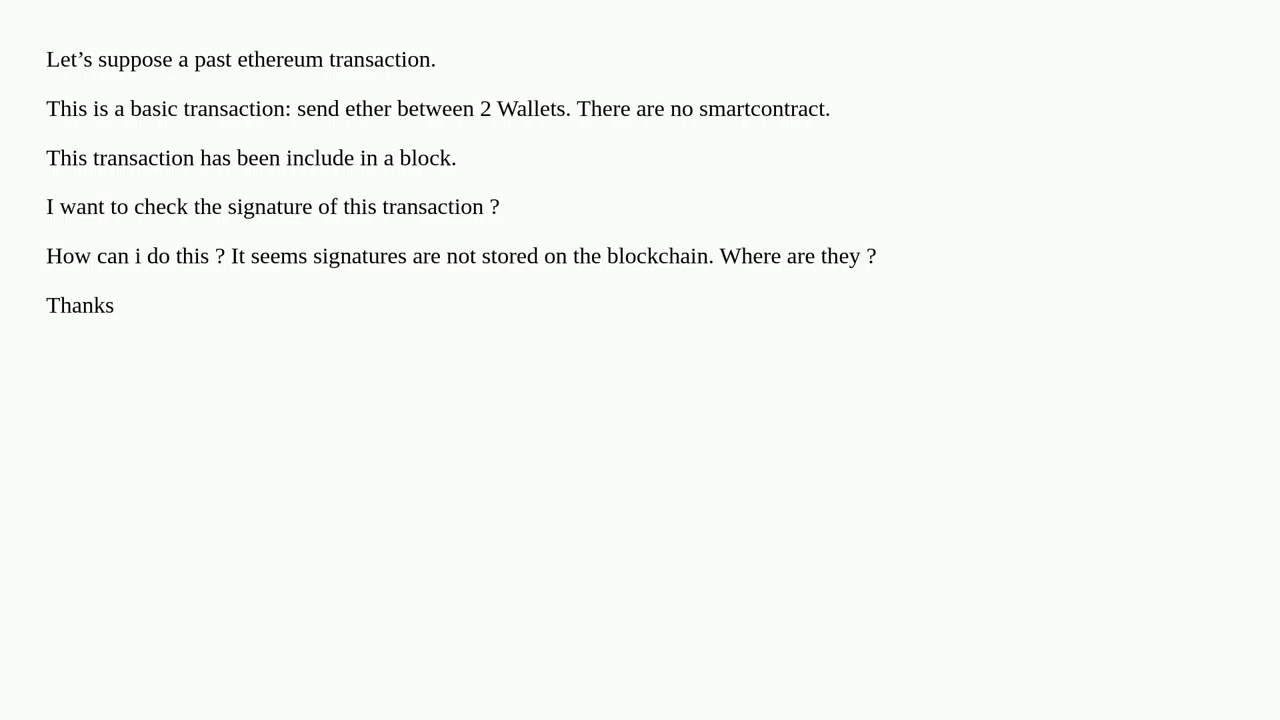 Let’s suppose a past ethereum transaction.
This is a basic transaction: send ether between 2 Wallets. There are no smartcontract.
This transaction has been include in a block.
I want to check the signature of this transaction ?
How can i do this ? It seems signatures are not stored on the blockchain. Where are they ?
Thanks